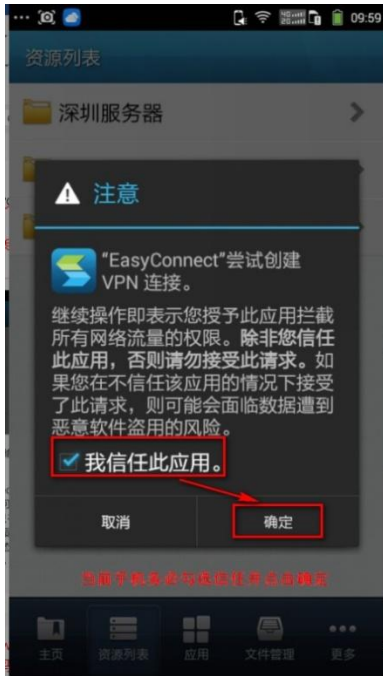 09:59
资源列表
深圳服务器
注意
“EasyConnect”尝试创建
VPN 连接。
继续操作即表示您授予此应用拦截
所有网络流量的权限。除非您信任
此应用，否则请勿接受此请求。如
果您在不信任该应用的情况下接受
了此请求，则可能会面临数据遭到
恶意软件盗用的风险。
我信任此应用。
取消
确定
主页
资源列表
应用
文件管理
更多